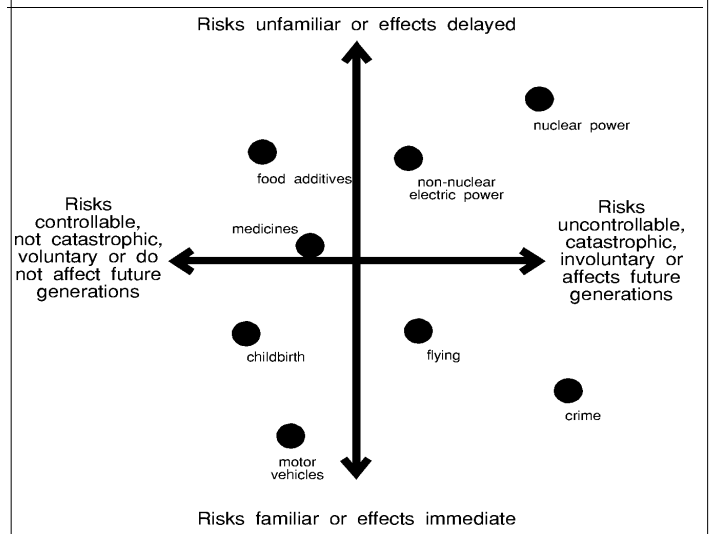 Risks unfamiliar or effects delayed
nuclear power
food additives
non-nuclear
electric power
Risks
controllable,
not catastrophic,
voluntary or do
not affect future
generations
medicines
Risks
uncontrollable,
catastrophic,
involuntary or
affects future
generations
childbirth
flying
crime
motor
vehicles
Risks familiar or effects immediate